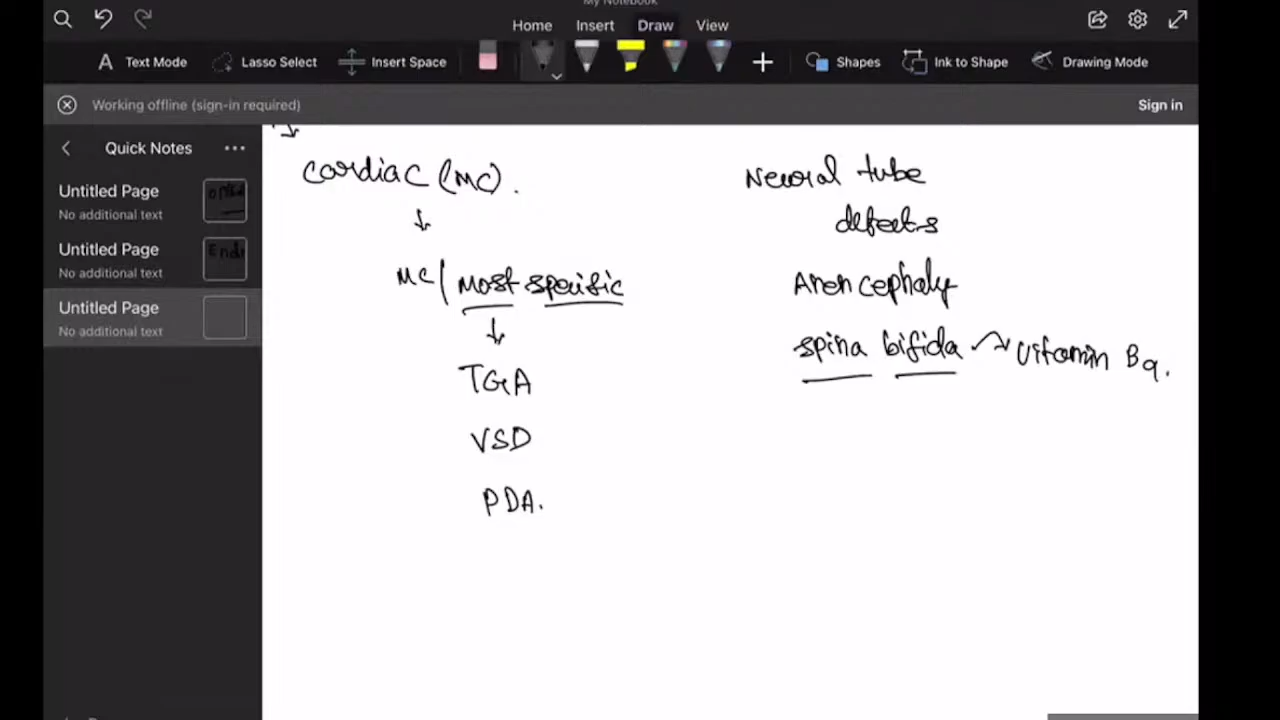 My Notebook
Home Insert Draw View
Text Mode Lasso Select Insert Space Shapes Ink to Shape Drawing Mode
Working offline (sign-in required) Sign in
Quick Notes
Untitled Page
No additional text
Untitled Page
No additional text
Untitled Page
No additional text
Cardiac (MC).
MC/ most specific
TGA
VSD
PDA.
Neural tube
defects
Anencephaly
spina bifida → Vitamin B9.